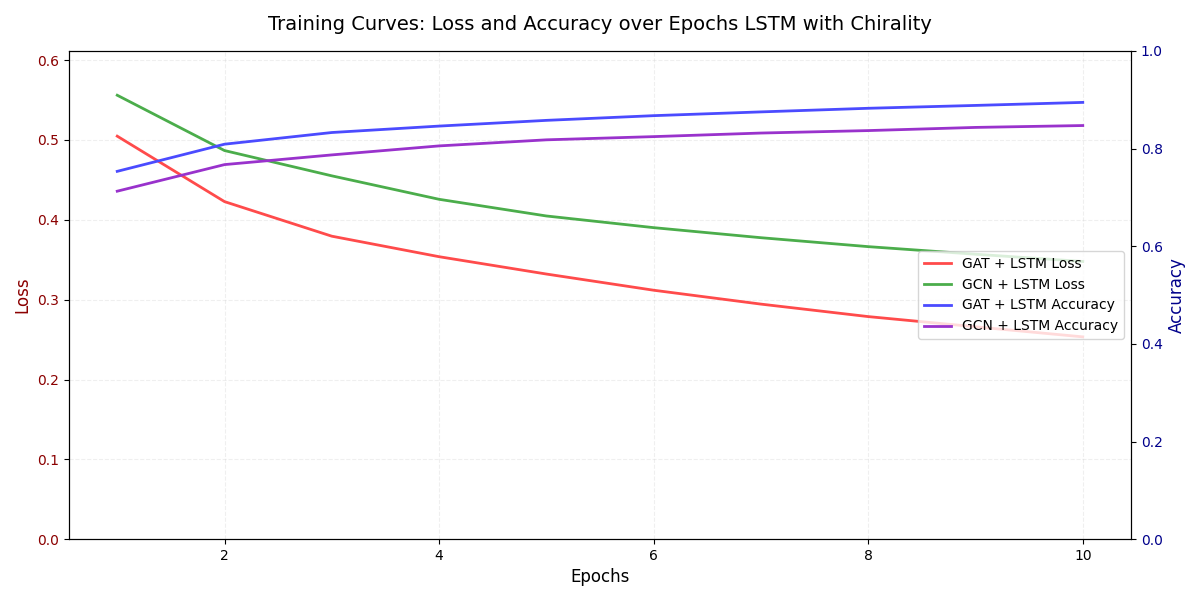 Training Curves: Loss and Accuracy over Epochs LSTM with Chirality
0.6
0.5
0.4
0.3
0.2
0.1
0.0
Loss
1.0
0.8
0.6
0.4
0.2
0.0
Accuracy
GAT + LSTM Loss
GCN + LSTM Loss
GAT + LSTM Accuracy
GCN + LSTM Accuracy
2 4 6 8 10
Epochs